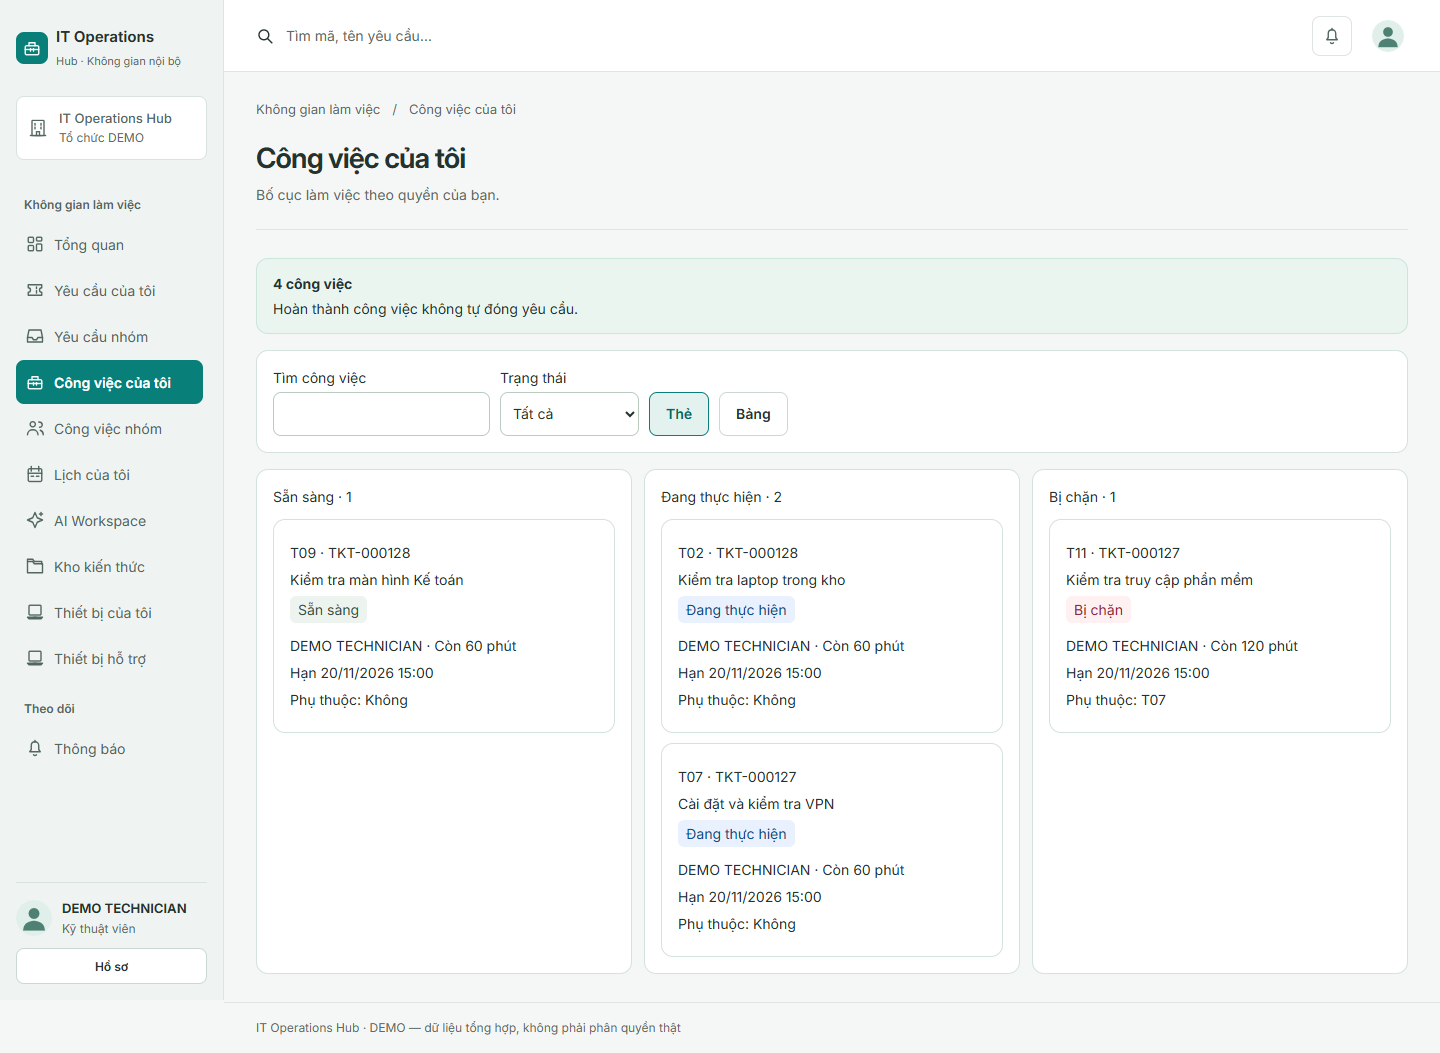 IT Operations
Hub · Không gian nội bộ
IT Operations Hub
Tổ chức DEMO
Không gian làm việc
Tổng quan
Yêu cầu của tôi
Yêu cầu nhóm
Công việc của tôi
Công việc nhóm
Lịch của tôi
AI Workspace
Kho kiến thức
Thiết bị của tôi
Thiết bị hỗ trợ
Theo dõi
Thông báo
DEMO TECHNICIAN
Kỹ thuật viên
Hồ sơ
Tìm mã, tên yêu cầu...
Không gian làm việc / Công việc của tôi
Công việc của tôi
Bố cục làm việc theo quyền của bạn.
4 công việc
Hoàn thành công việc không tự đóng yêu cầu.
Tìm công việc
Trạng thái
Tất cả
Thẻ
Bảng
Sẵn sàng · 1
T09 · TKT-000128
Kiểm tra màn hình Kế toán
Sẵn sàng
DEMO TECHNICIAN · Còn 60 phút
Hạn 20/11/2026 15:00
Phụ thuộc: Không
Đang thực hiện · 2
T02 · TKT-000128
Kiểm tra laptop trong kho
Đang thực hiện
DEMO TECHNICIAN · Còn 60 phút
Hạn 20/11/2026 15:00
Phụ thuộc: Không
T07 · TKT-000127
Cài đặt và kiểm tra VPN
Đang thực hiện
DEMO TECHNICIAN · Còn 60 phút
Hạn 20/11/2026 15:00
Phụ thuộc: Không
Bị chặn · 1
T11 · TKT-000127
Kiểm tra truy cập phần mềm
Bị chặn
DEMO TECHNICIAN · Còn 120 phút
Hạn 20/11/2026 15:00
Phụ thuộc: T07
IT Operations Hub · DEMO — dữ liệu tổng hợp, không phải phân quyền thật